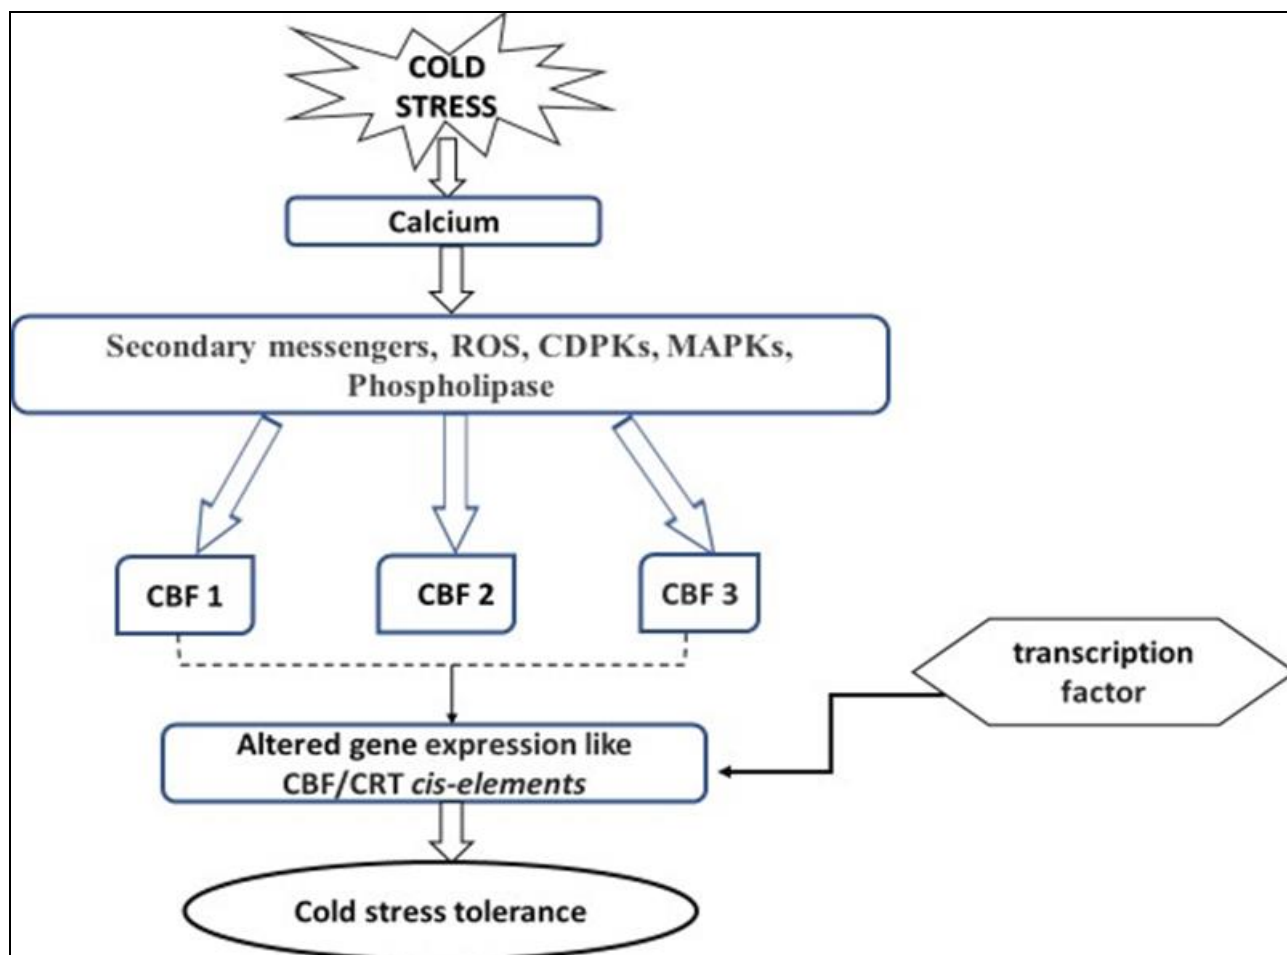 COLD
STRESS
Calcium
Secondary messengers, ROS, CDPKs, MAPKs,
Phospholipase
CBF 1
CBF 2
CBF 3
transcription
factor
Altered gene expression like
CBF/CRT cis-elements
Cold stress tolerance